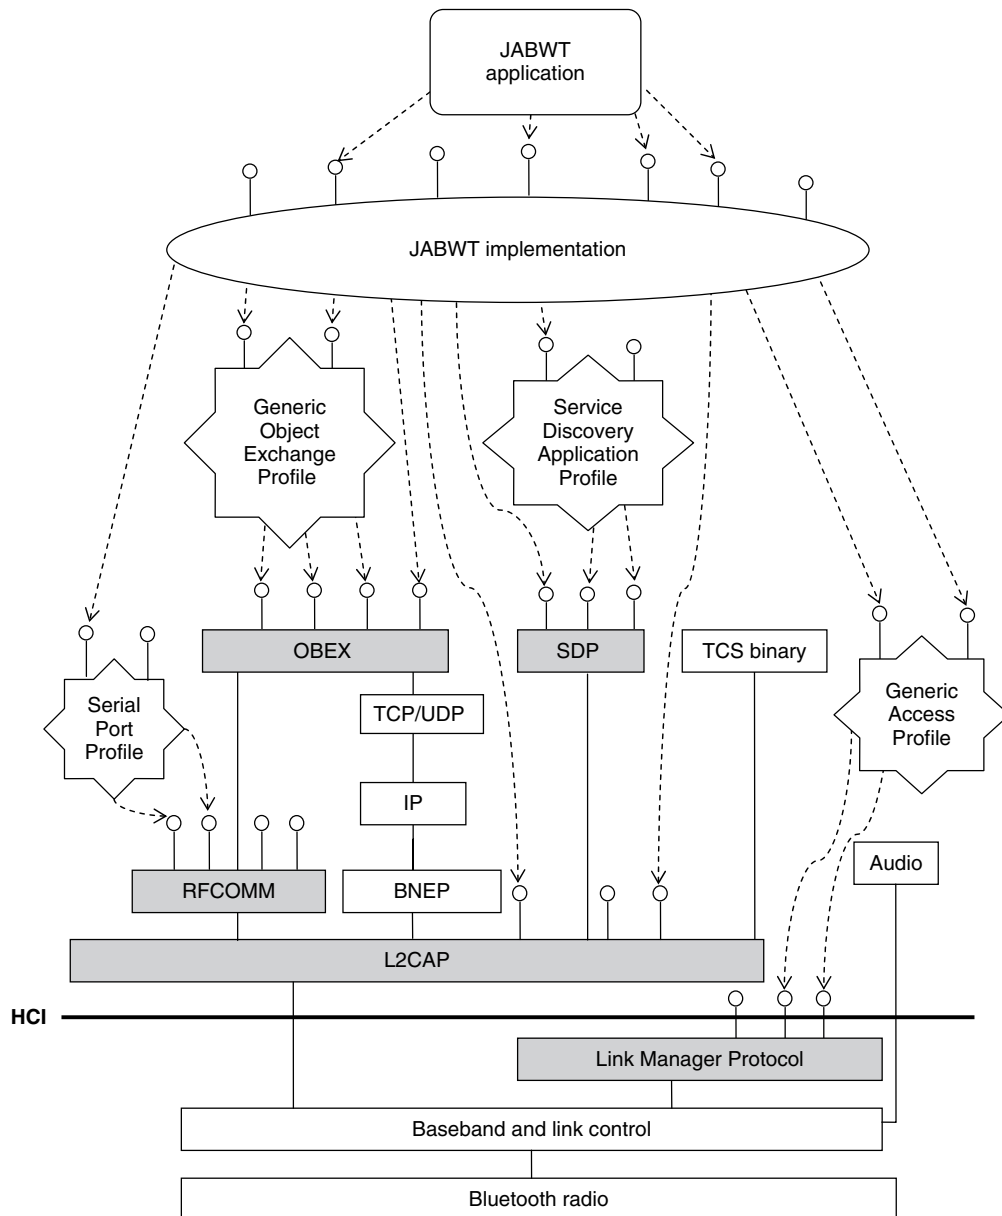 JABWT
application
JABWT implementation
Generic
Object
Exchange
Profile
Service
Discovery
Application
Profile
OBEX
SDP
TCS binary
Serial
Port
Profile
TCP/UDP
Generic
Access
Profile
IP
Audio
RFCOMM
BNEP
L2CAP
HCI
Link Manager Protocol
Baseband and link control
Bluetooth radio